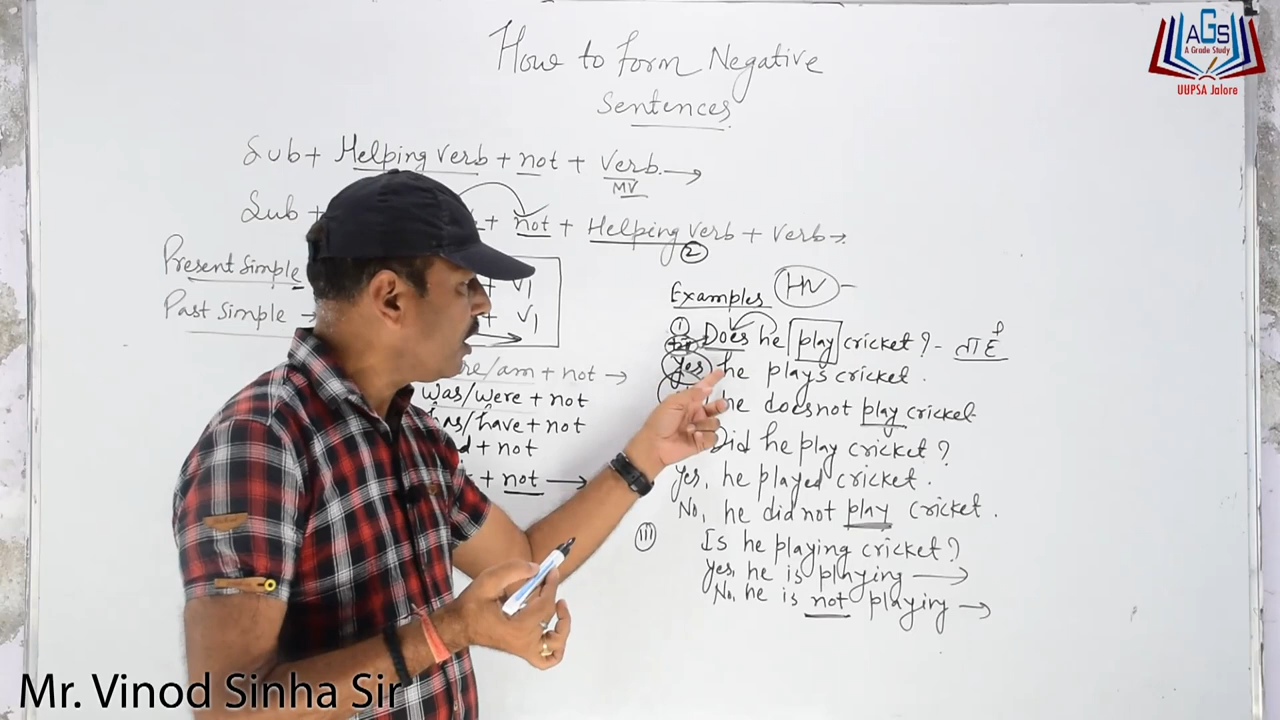 AGS
A Grade Study
UUPSA Jalore
How to form Negative
Sentences
Sub + Helping verb + not + Verb →
MV
Sub + + not + Helping verb + verb →
②
Present Simple + V1
Past Simple → + V1
/am + not →
was/were + not
has/have + not
+ not
+ not →
Examples HV -
① Does he play cricket? -
Yes he plays cricket.
he does not play cricket
Did he play cricket?
Yes, he played cricket.
No, he did not play cricket.
III Is he playing cricket?
Yes, he is playing →
No, he is not playing →
Mr. Vinod Sinha Sir